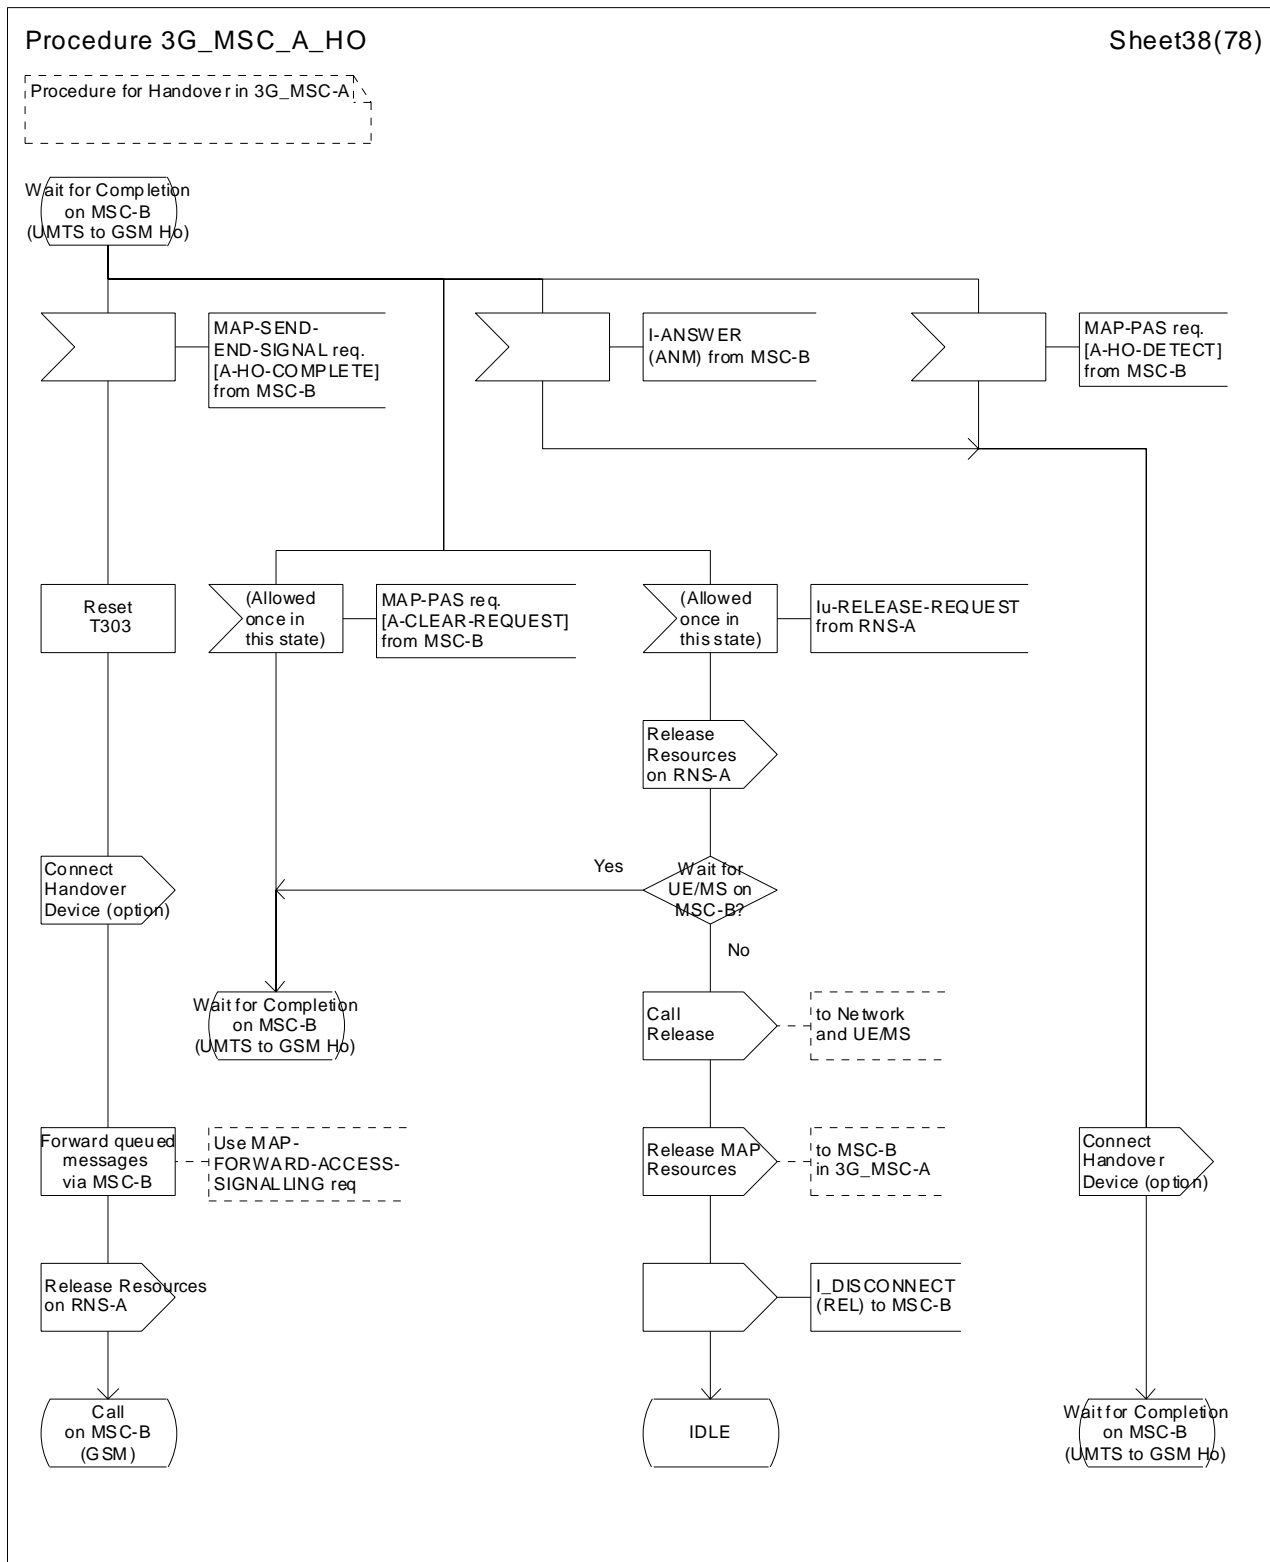 Procedure 3G_MSC_A_HO
Sheet38(78)
Procedure for Handover in 3G_MSC-A
Wait for Completion
on MSC-B
(UMTS to GSM Ho)
MAP-SEND-
END-SIGNAL req.
[A-HO-COMPLETE]
from MSC-B
I-ANSWER
(ANM) from MSC-B
MAP-PAS req.
[A-HO-DETECT]
from MSC-B
Reset
T303
(Allowed
once in
this state)
MAP-PAS req.
[A-CLEAR-REQUEST]
from MSC-B
(Allowed
once in
this state)
Iu-RELEASE-REQUEST
from RNS-A
Release
Resources
on RNS-A
Connect
Handover
Device (option)
Yes
Wait for
UE/MS on
MSC-B?
No
Wait for Completion
on MSC-B
(UMTS to GSM Ho)
Call
Release
to Network
and UE/MS
Forward queued
messages
via MSC-B
Use MAP-
FORWARD-ACCESS-
SIGNALLING req
Release MAP
Resources
to MSC-B
in 3G_MSC-A
Connect
Handover
Device (option)
Release Resources
on RNS-A
I_DISCONNECT
(REL) to MSC-B
Call
on MSC-B
(GSM)
IDLE
Wait for Completion
on MSC-B
(UMTS to GSM Ho)